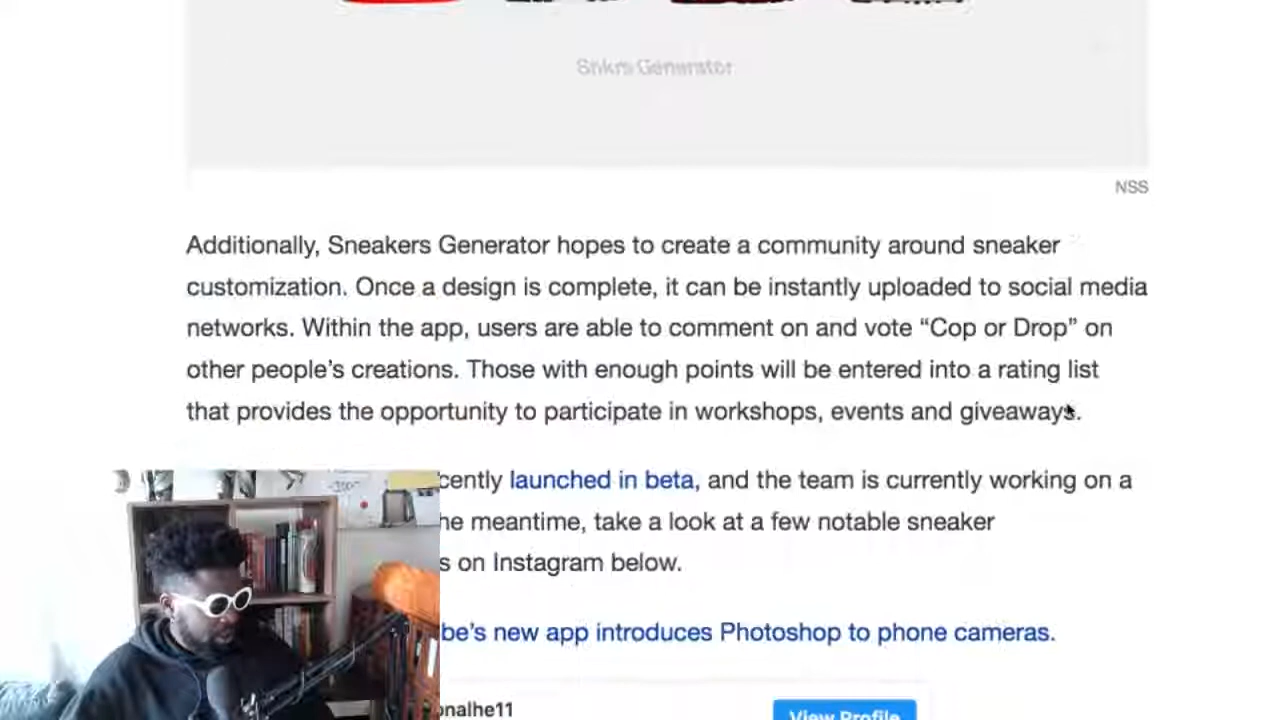 Snkrs Generator
NSS
Additionally, Sneakers Generator hopes to create a community around sneaker
customization. Once a design is complete, it can be instantly uploaded to social media
networks. Within the app, users are able to comment on and vote “Cop or Drop” on
other people’s creations. Those with enough points will be entered into a rating list
that provides the opportunity to participate in workshops, events and giveaways.
cently launched in beta, and the team is currently working on a
he meantime, take a look at a few notable sneaker
s on Instagram below.
be’s new app introduces Photoshop to phone cameras.
onalhe11
View Profile